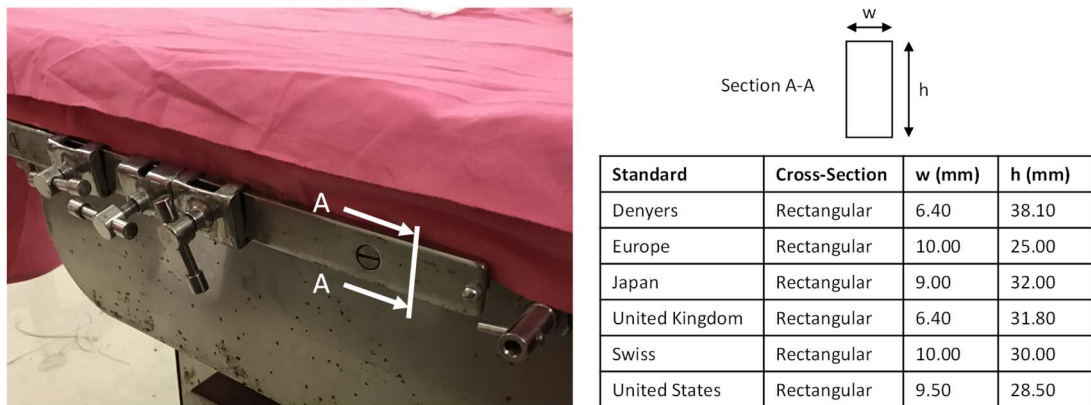 A
A
w
Section A-A
h
Standard Cross-Section w (mm) h (mm)
Denyers Rectangular 6.40 38.10
Europe Rectangular 10.00 25.00
Japan Rectangular 9.00 32.00
United Kingdom Rectangular 6.40 31.80
Swiss Rectangular 10.00 30.00
United States Rectangular 9.50 28.50